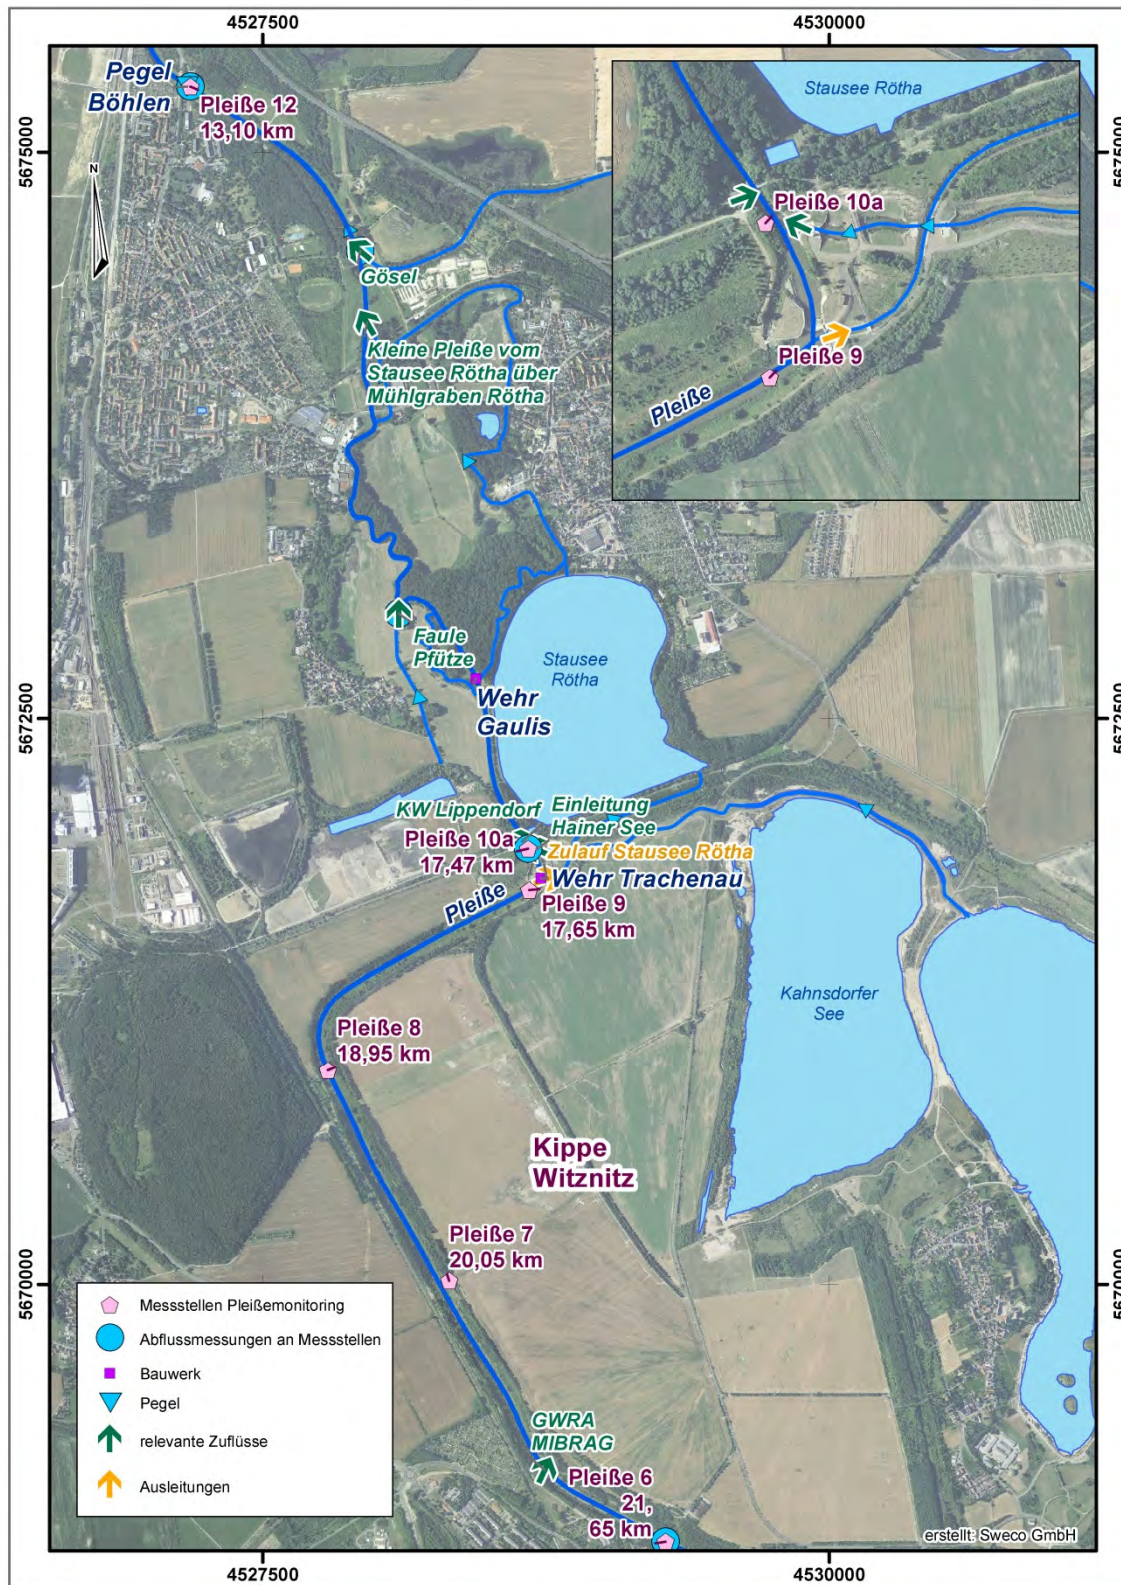 4527500
4530000
5675000
5675000
Pegel
Böhlen
Pleiße 12
13,10 km
N
Gösel
Kleine Pleiße vom
Stausee Rötha über
Mühlgraben Rötha
Stausee Rötha
Pleiße 10a
Pleiße 9
Pleiße
Faule
Pfütze
Stausee
Rötha
Wehr
Gaulis
5672500
5672500
KW Lippendorf
Einleitung
Hainer See
Pleiße 10a
17,47 km
Zulauf Stausee Rötha
Wehr Trachenau
Pleiße
Pleiße 9
17,65 km
Kahnsdorfer
See
Pleiße 8
18,95 km
Kippe
Witznitz
Pleiße 7
20,05 km
5670000
5670000
Messstellen Pleißemonitoring
Abflussmessungen an Messstellen
Bauwerk
Pegel
relevante Zuflüsse
Ausleitungen
GWRA
MIBRAG
Pleiße 6
21,
65 km
erstellt: Sweco GmbH
4527500
4530000